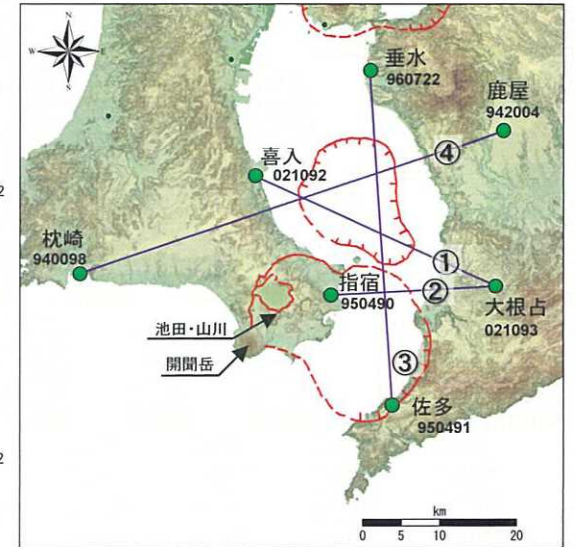 N
W
E
S
垂水
960722
鹿屋
942004
④
喜入
021092
2
枕崎
940098
①
指宿
950490
②
大根占
021093
池田・山川
③
開聞岳
佐多
950491
2
km
0 5 10 20